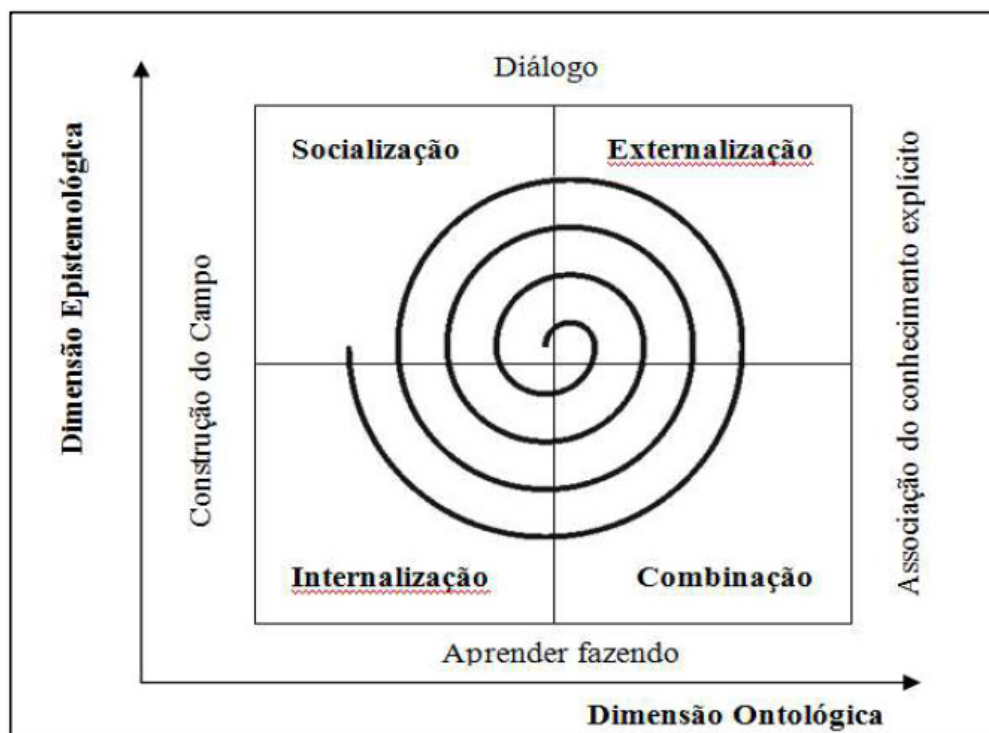 Diálogo
Socialização
Externalização
Dimensão Epistemológica
Construção do Campo
Associação do conhecimento explícito
Internalização
Combinação
Aprender fazendo
Dimensão Ontológica